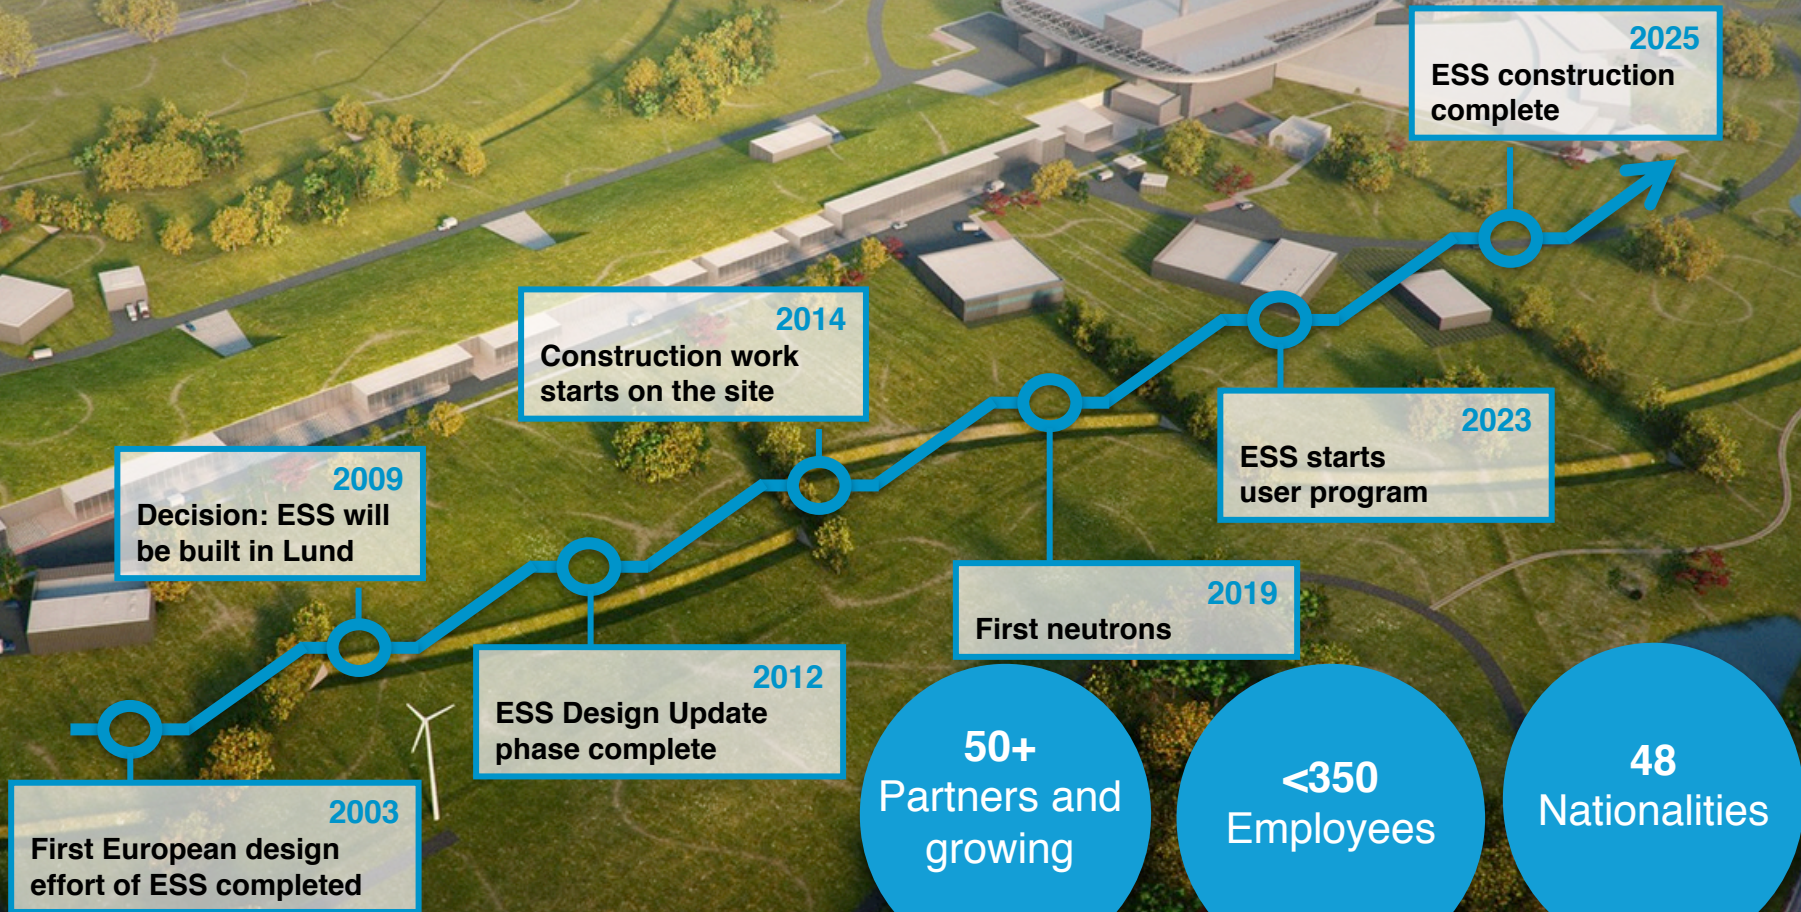 2025
ESS construction
complete
2014
Construction work
starts on the site
2023
ESS starts
user program
2009
Decision: ESS will
be built in Lund
2019
First neutrons
2012
ESS Design Update
phase complete
2003
First European design
effort of ESS completed
50+
Partners and
growing
<350
Employees
48
Nationalities